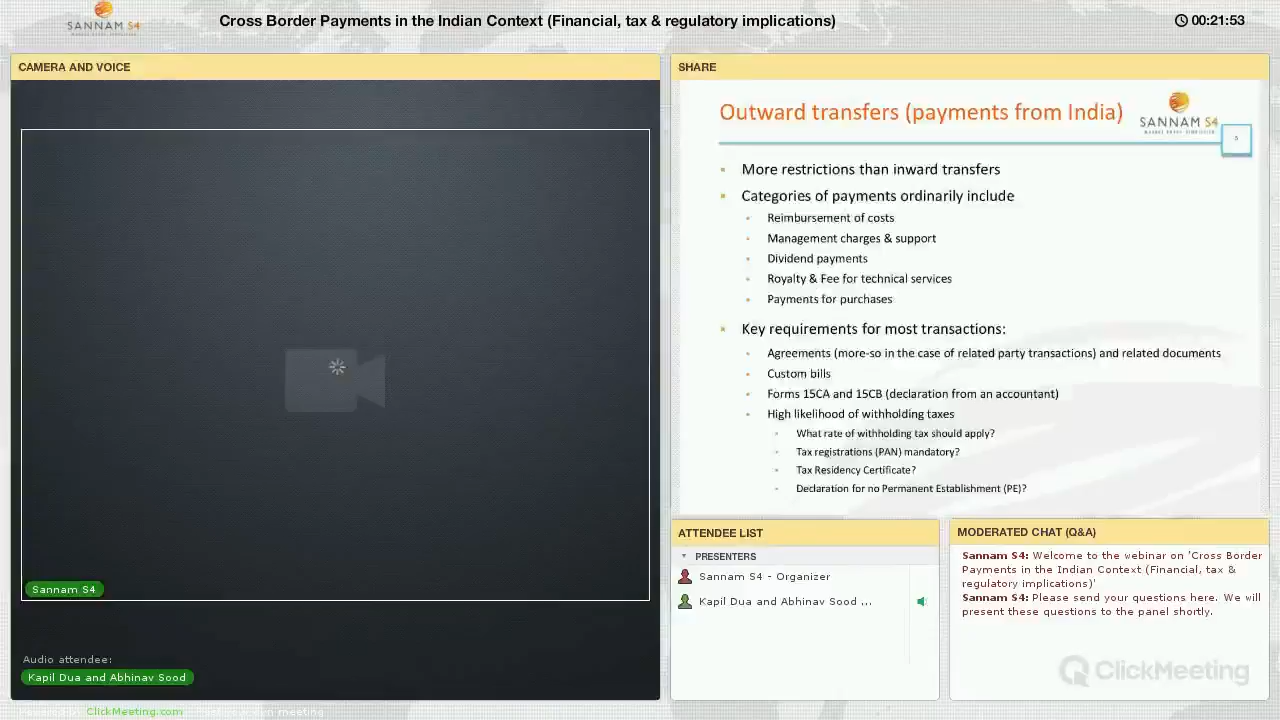 SANNAM S4
Cross Border Payments in the Indian Context (Financial, tax & regulatory implications)
00:21:53
CAMERA AND VOICE
Sannam S4
Audio attendee:
Kapil Dua and Abhinav Sood
ClickMeeting.com
SHARE
Outward transfers (payments from India)
SANNAM S4
More restrictions than inward transfers
Categories of payments ordinarily include
Reimbursement of costs
Management charges & support
Dividend payments
Royalty & Fee for technical services
Payments for purchases
Key requirements for most transactions:
Agreements (more-so in the case of related party transactions) and related documents
Custom bills
Forms 15CA and 15CB (declaration from an accountant)
High likelihood of withholding taxes
What rate of withholding tax should apply?
Tax registrations (PAN) mandatory?
Tax Residency Certificate?
Declaration for no Permanent Establishment (PE)?
ATTENDEE LIST
PRESENTERS
Sannam S4 - Organizer
Kapil Dua and Abhinav Sood ...
MODERATED CHAT (Q&A)
Sannam S4: Welcome to the webinar on 'Cross Border
Payments in the Indian Context (Financial, tax &
regulatory implications)'
Sannam S4: Please send your questions here. We will
present these questions to the panel shortly.
ClickMeeting